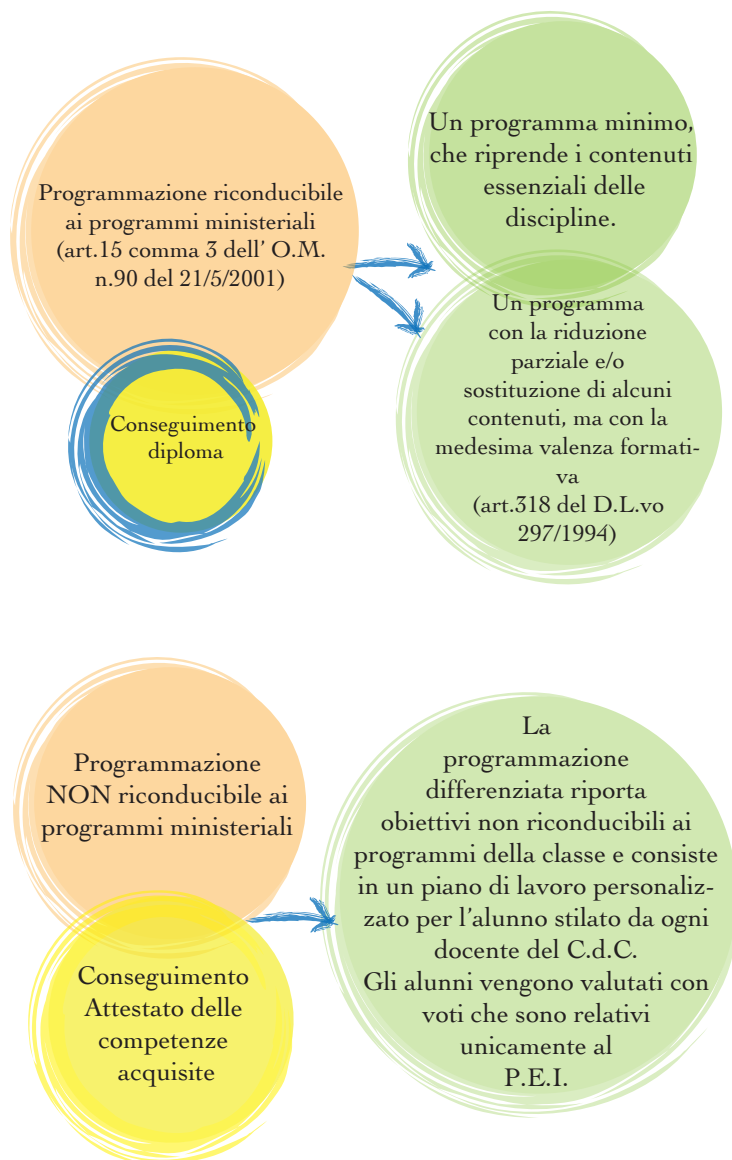 Programmazione riconducibile
ai programmi ministeriali
(art.15 comma 3 dell' O.M.
n.90 del 21/5/2001)
Conseguimento
diploma
Un programma minimo,
che riprende i contenuti
essenziali delle
discipline.
Un programma
con la riduzione
parziale e/o
sostituzione di alcuni
contenuti, ma con la
medesima valenza formati-
va
(art.318 del D.L.vo
297/1994)
Programmazione
NON riconducibile ai
programmi ministeriali
Conseguimento
Attestato delle
competenze
acquisite
La
programmazione
differenziata riporta
obiettivi non riconducibili ai
programmi della classe e consiste
in un piano di lavoro personaliz-
zato per l'alunno stilato da ogni
docente del C.d.C.
Gli alunni vengono valutati con
voti che sono relativi
unicamente al
P.E.I.